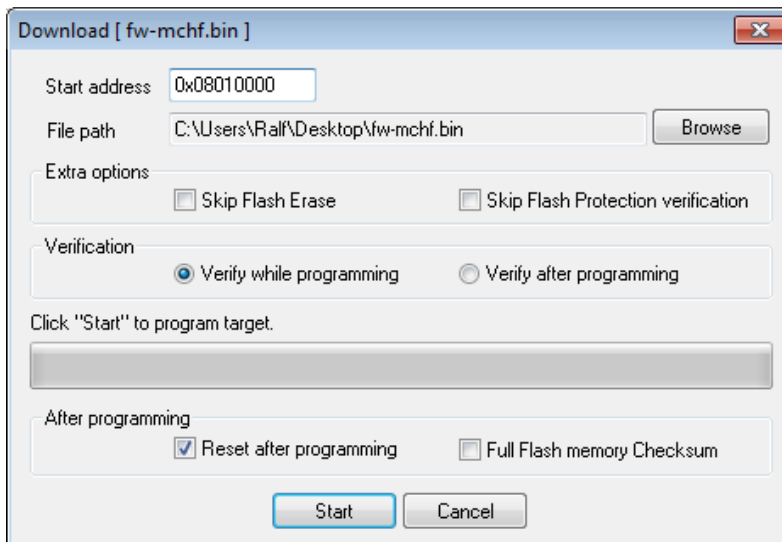 Download [ fw-mchf.bin ]
Start address 0x08010000
File path C:\Users\Ralf\Desktop\fw-mchf.bin Browse
Extra options
Skip Flash Erase Skip Flash Protection verification
Verification
Verify while programming Verify after programming
Click "Start" to program target.
After programming
Reset after programming Full Flash memory Checksum
Start Cancel